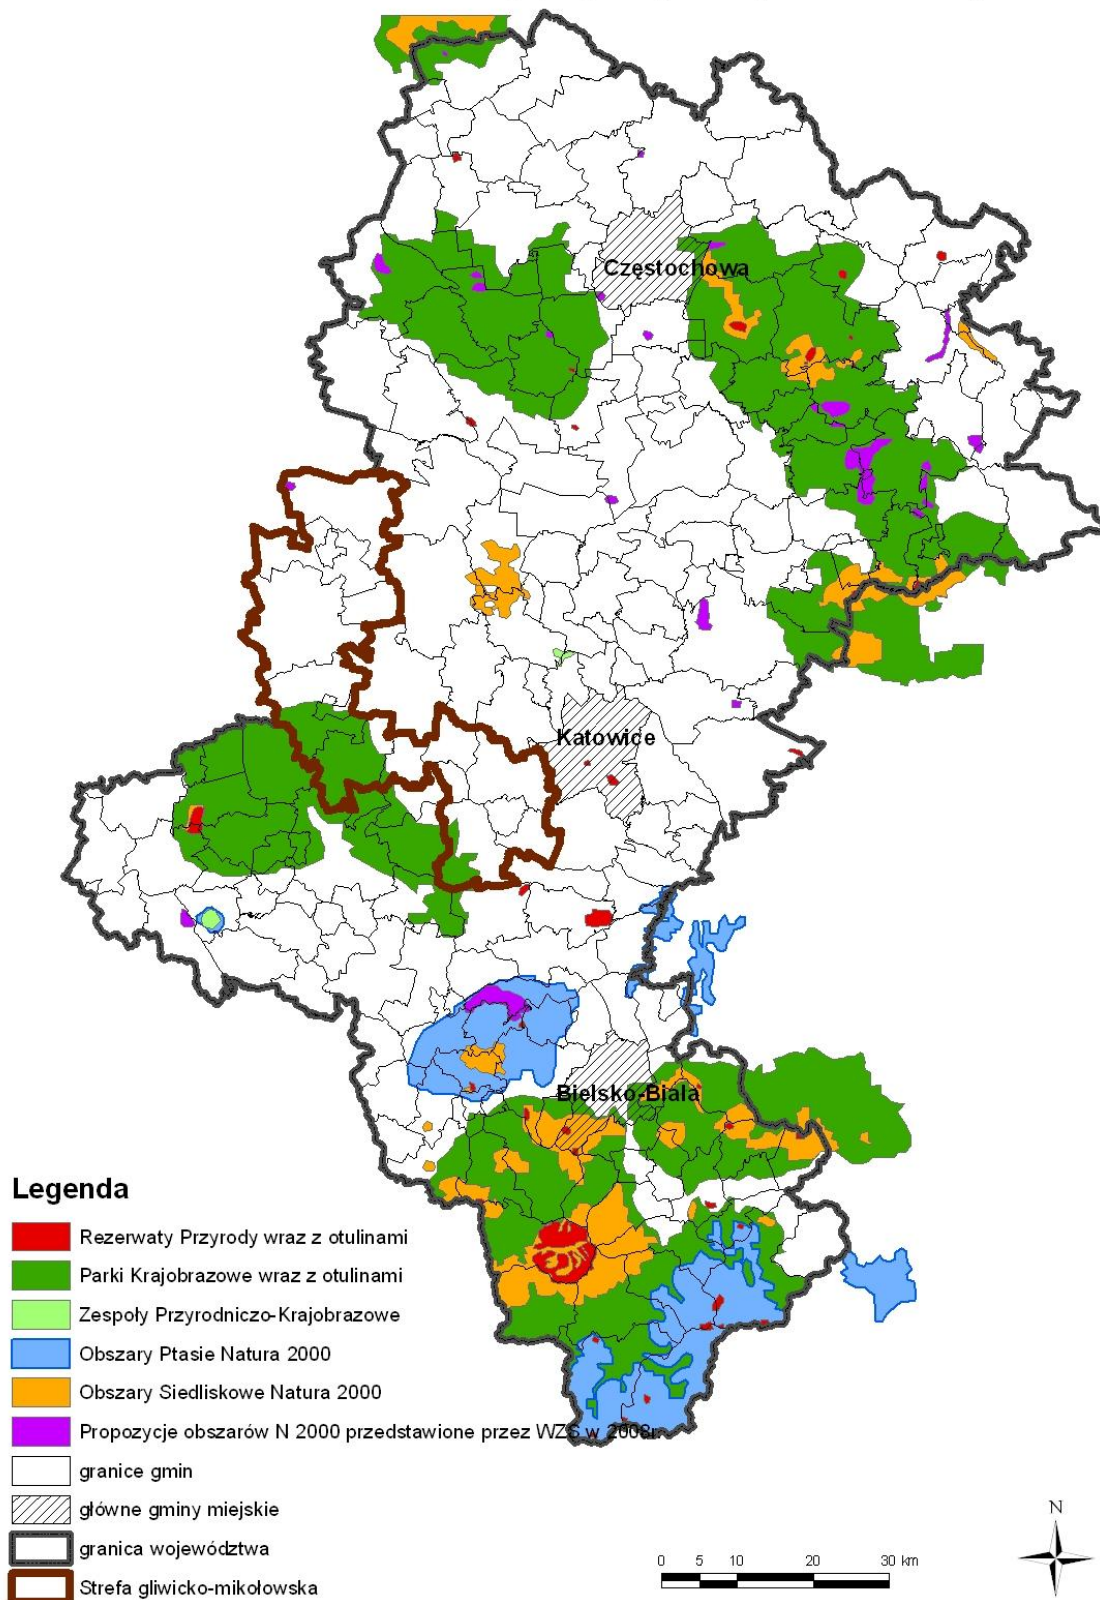 Częstochowa
Katowice
Bielsko-Biala
Legenda
Rezerwaty Przyrody wraz z otulinami
Parki Krajobrazowe wraz z otulinami
Zespoły Przyrodniczo-Krajobrazowe
Obszary Ptasie Natura 2000
Obszary Siedliskowe Natura 2000
Propozycje obszarów N 2000 przedstawione przez WZS w 2008r.
granice gmin
główne gminy miejskie
granica województwa
Strefa gliwicko-mikołowska
N
0 5 10 20 30 km